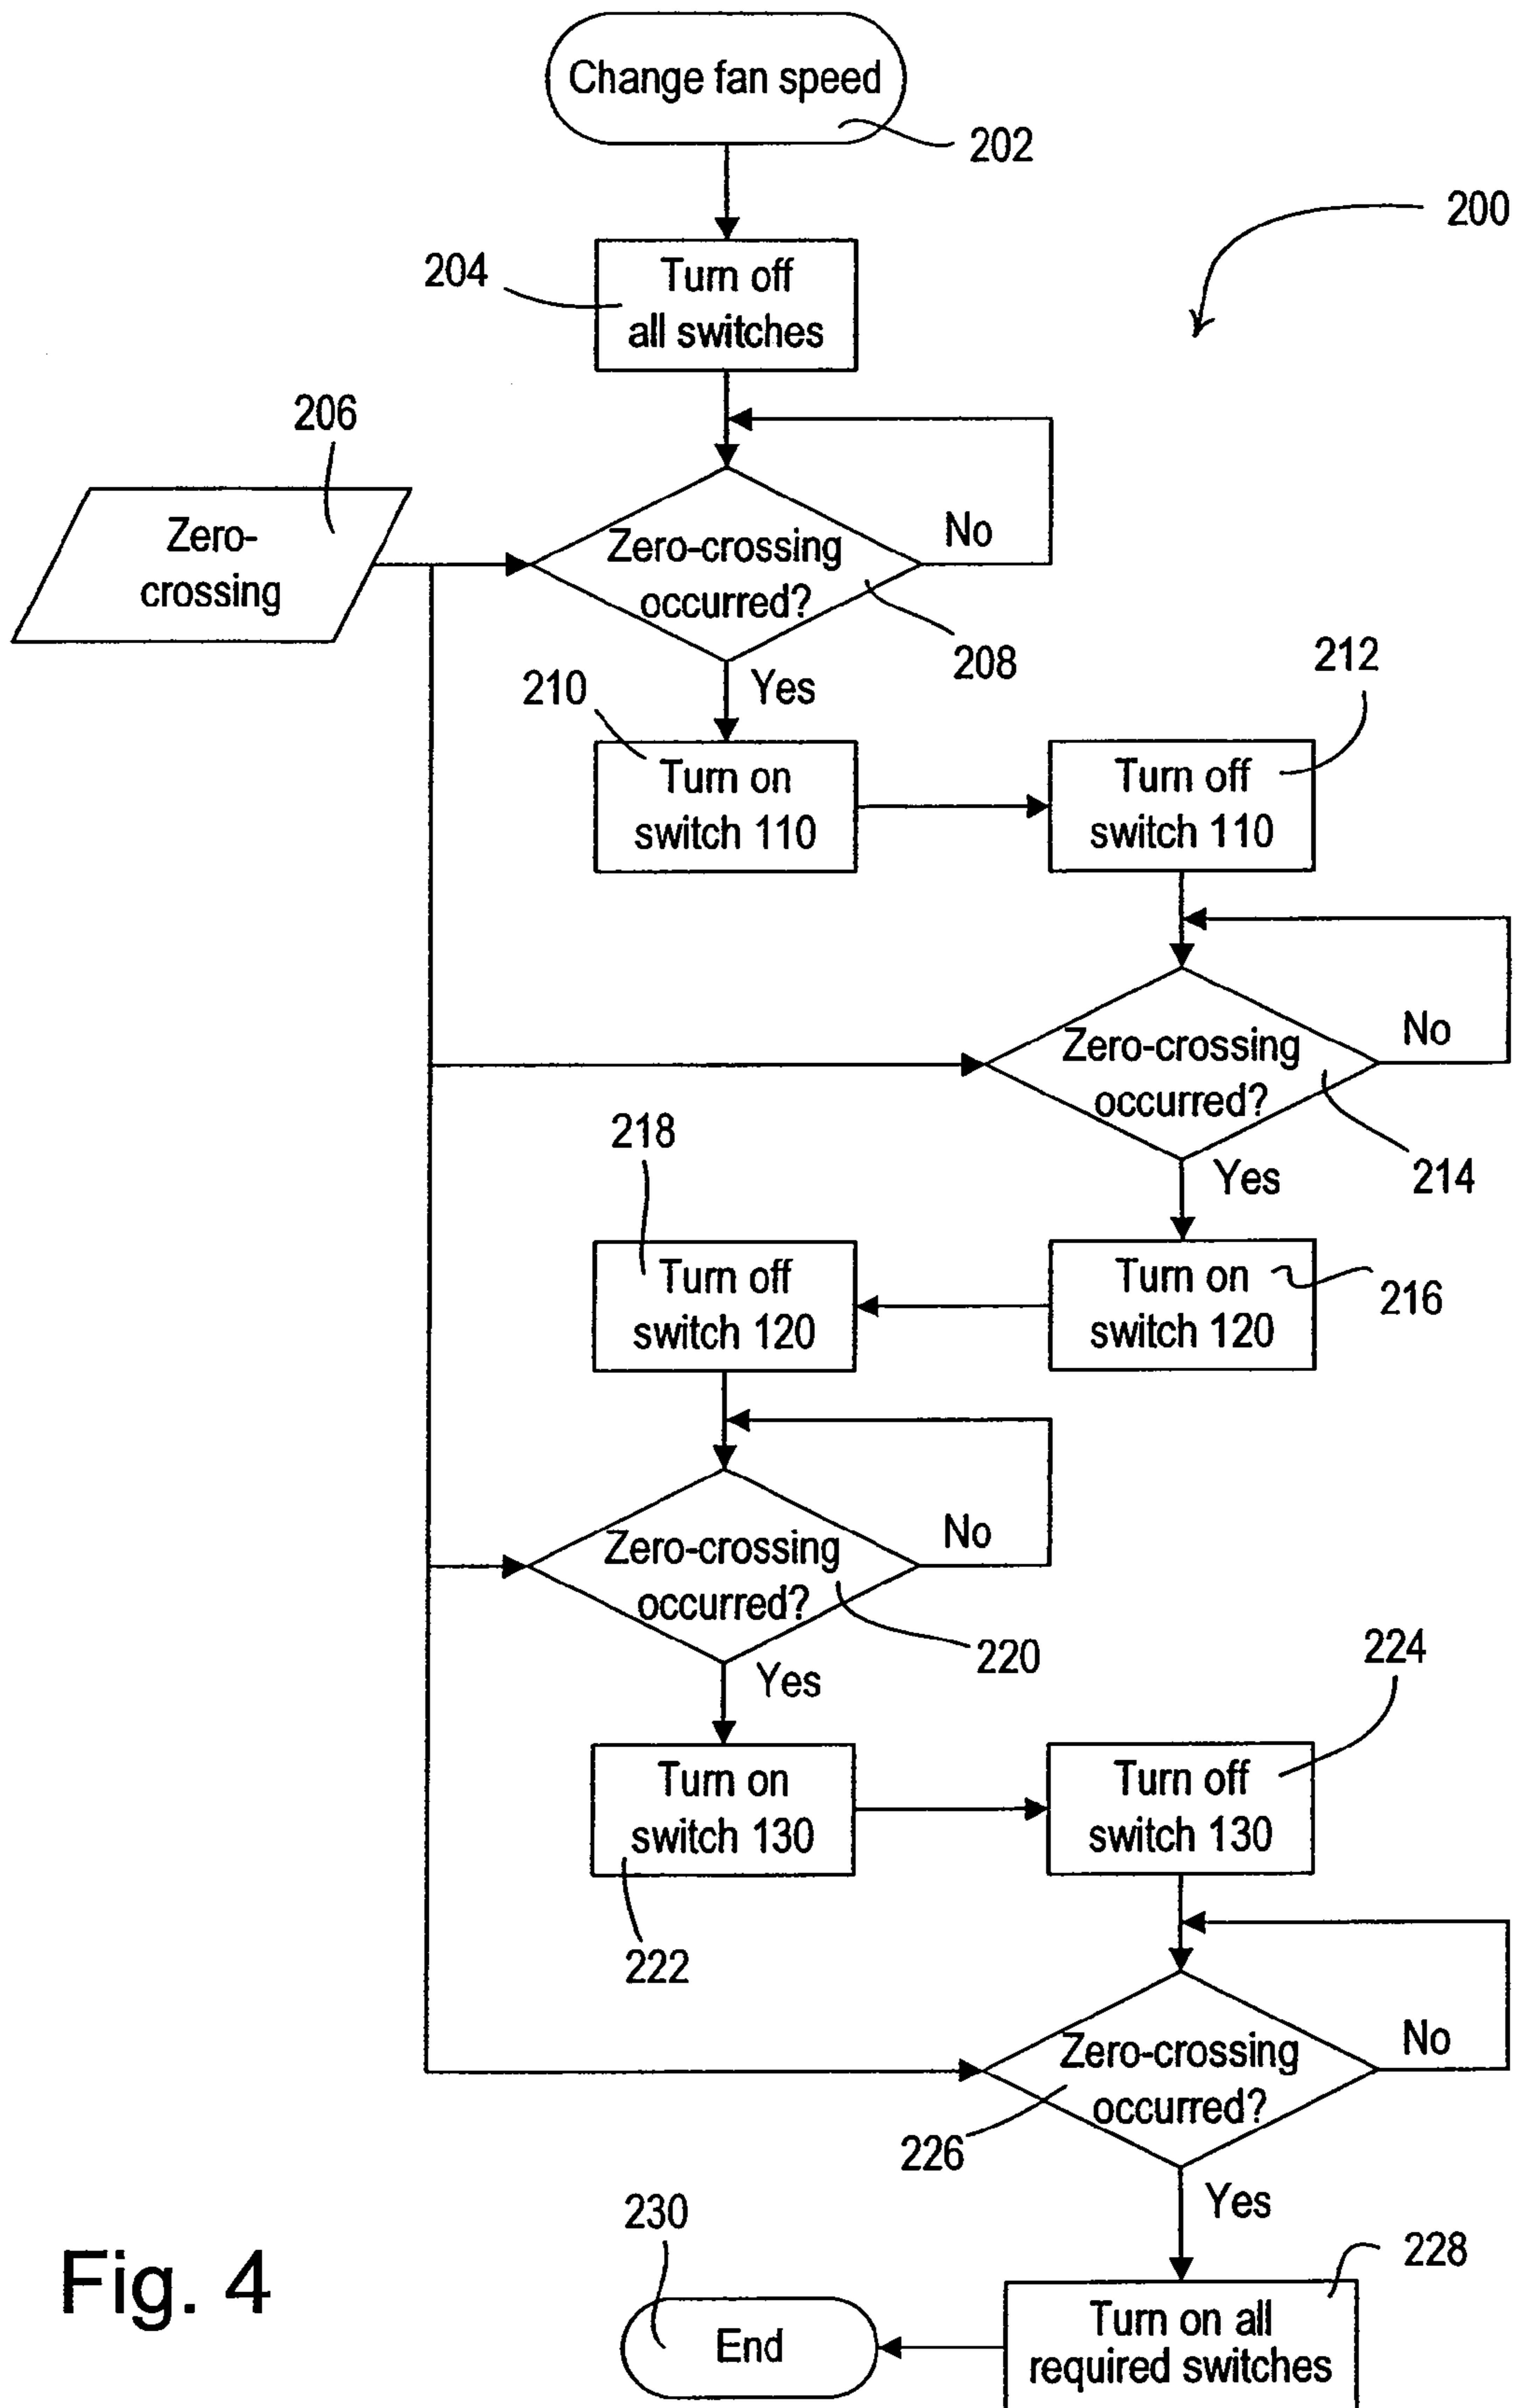 Change fan speed
202
200
204
Turn off
all switches
206
Zero-
crossing
Zero-crossing
occurred?
No
208
Yes
210
212
Turn on
switch 110
Turn off
switch 110
Zero-crossing
occurred?
No
214
Yes
218
Turn off
switch 120
Turn on
switch 120
216
Zero-crossing
occurred?
No
220
Yes
224
Turn on
switch 130
Turn off
switch 130
222
Zero-crossing
occurred?
No
226
Yes
230
228
End
Turn on all
required switches
Fig. 4